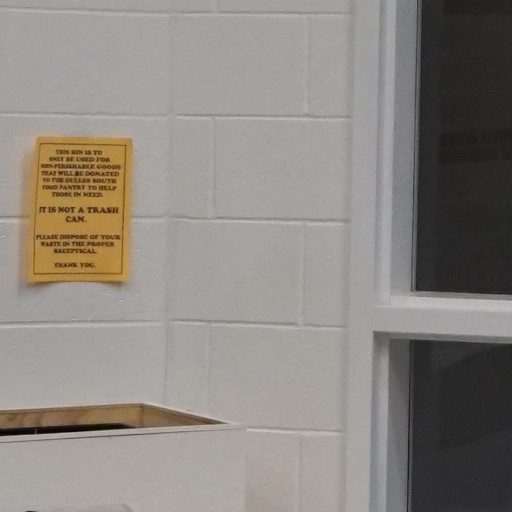 THIS BIN IS TO
ONLY BE USED FOR
NON-PERISHABLE GOODS
THAT WILL BE DONATED
TO THE DULLES SOUTH
FOOD PANTRY TO HELP
THOSE IN NEED.
IT IS NOT A TRASH
CAN.
PLEASE DISPOSE OF YOUR
WASTE IN THE PROPER
RECEPTICAL.
THANK YOU.